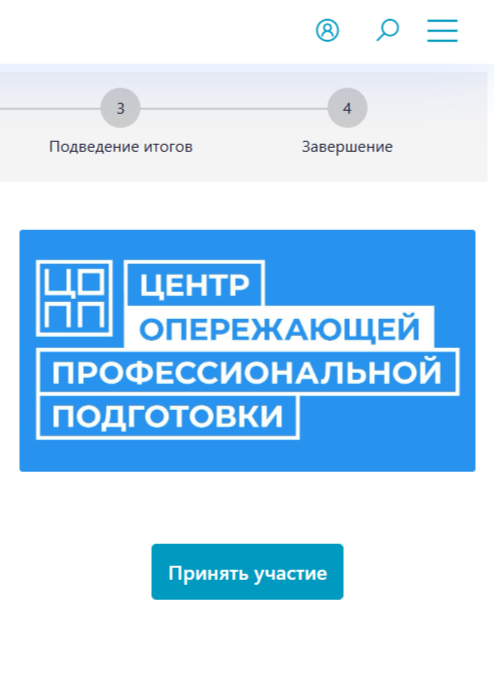 3
4
Подведение итогов
Завершение
ЦО
ПП
ЦЕНТР
ОПЕРЕЖАЮЩЕЙ
ПРОФЕССИОНАЛЬНОЙ
ПОДГОТОВКИ
Принять участие